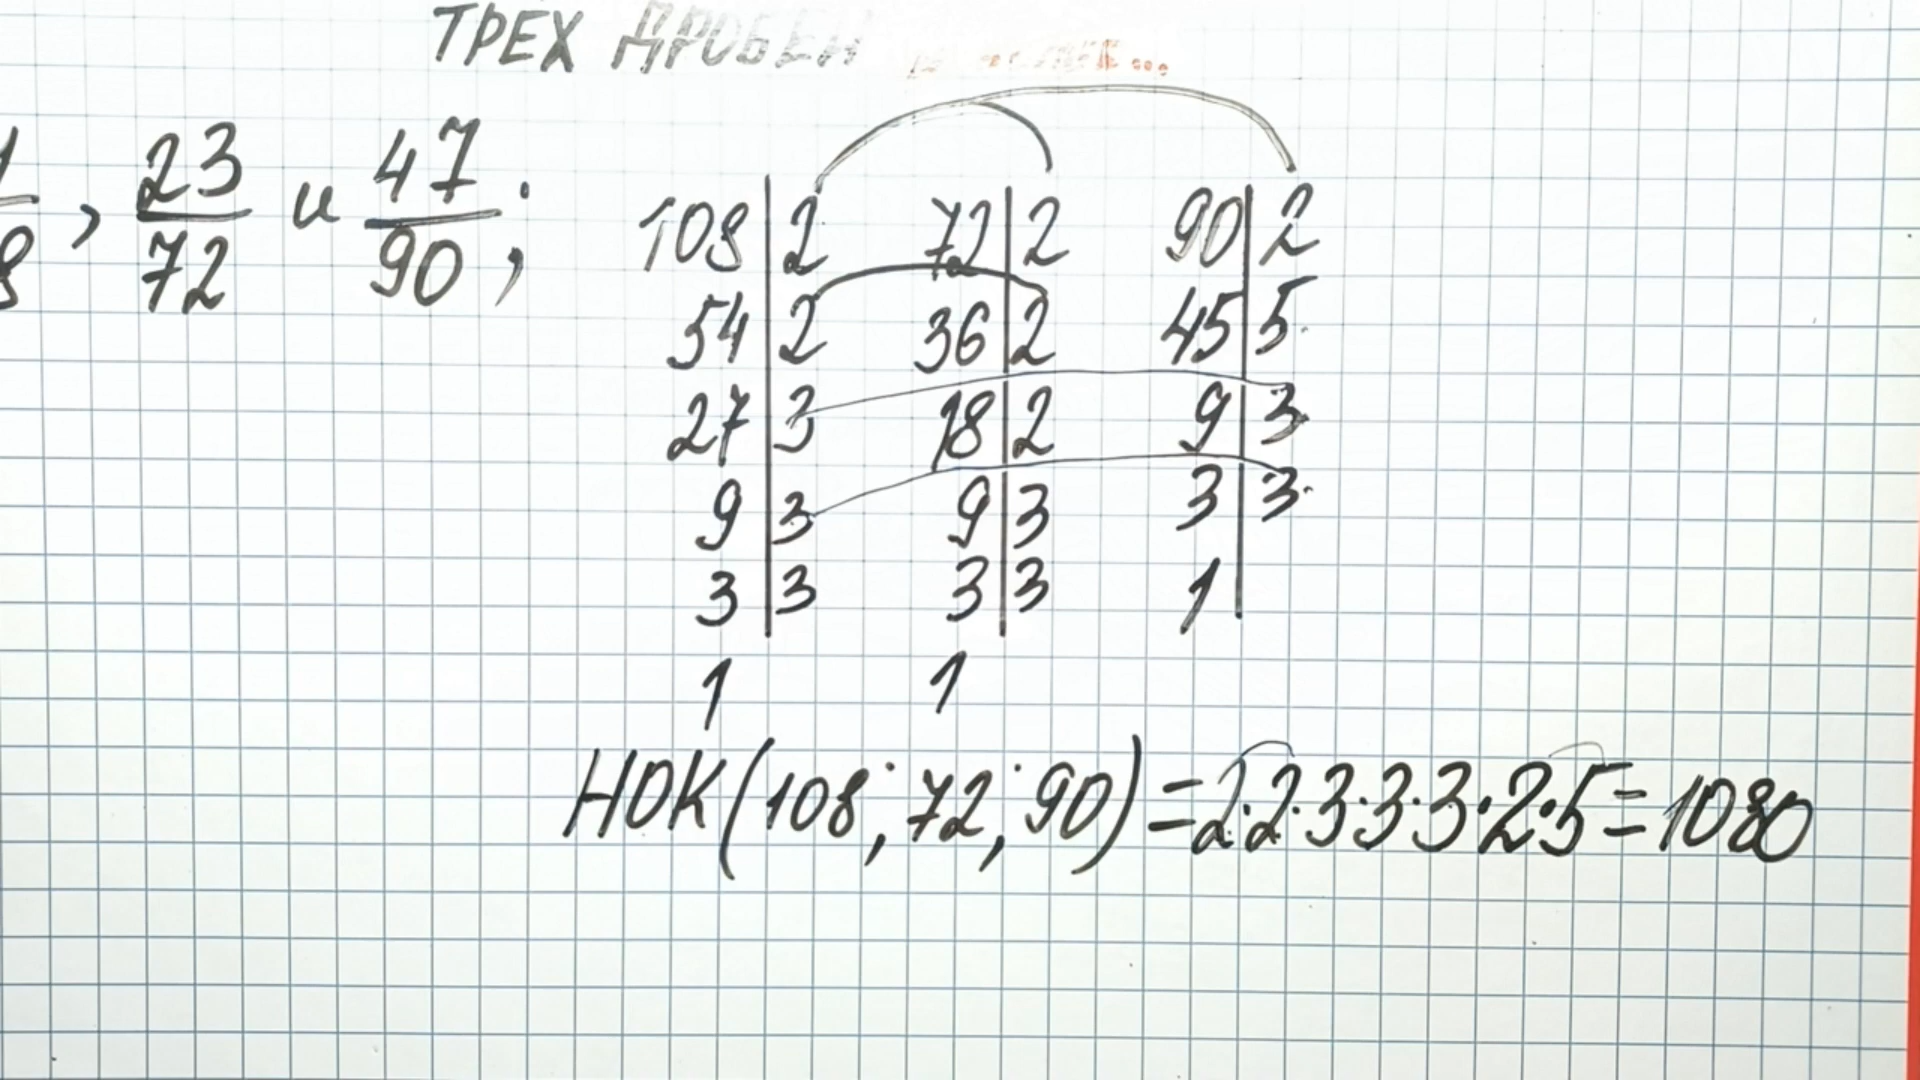 ТРЕХ ДРОБЕЙ
23/72 и 47/90;
108 | 2 72 | 2 90 | 2
54 | 2 36 | 2 45 | 5
27 | 3 18 | 2 9 | 3
9 | 3 9 | 3 3 | 3
3 | 3 3 | 3 1
1 1
НОК(108; 72; 90)=2·2·3·3·3·2·5=1080